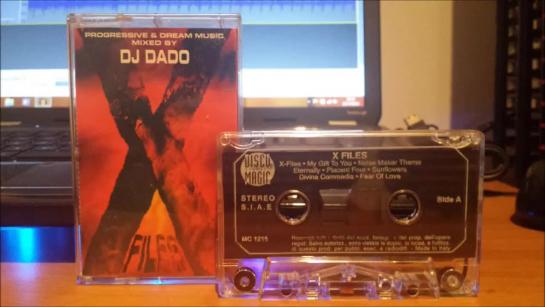 PROGRESSIVE & DREAM MUSIC
MIXED BY
DJ DADO
X
FILES
DISCO
MAGIC
X FILES
X-Files • My Gift To You • Noise Maker Theme
Eternally • Placent Four • Sunflowers
Divina Commedia • Fear Of Love
STEREO
S.I.A.E
Side A
MC 1215
- Made in Italy